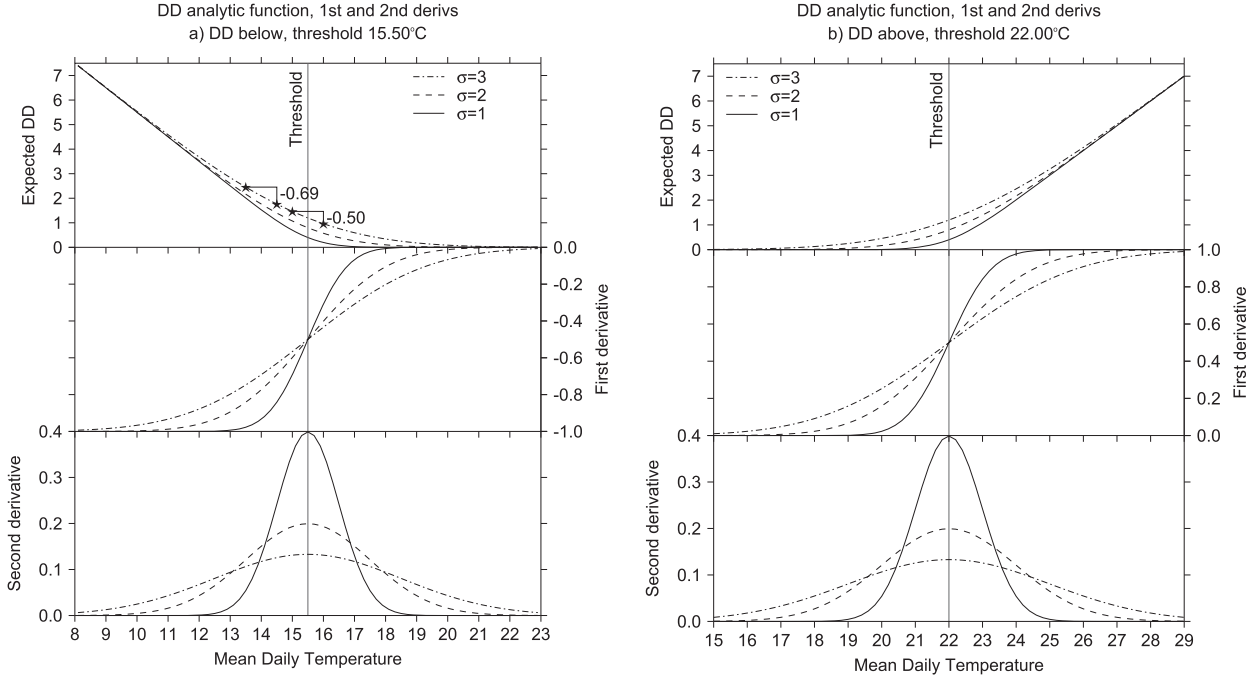 DD analytic function, 1st and 2nd derivs
a) DD below, threshold 15.50°C
Expected DD
7
6
5
4
3
2
1
0
Threshold
σ=3
σ=2
σ=1
-0.69
-0.50
0.0
-0.2
-0.4
-0.6
-0.8
-1.0
First derivative
Second derivative
0.4
0.3
0.2
0.1
0.0
8 9 10 11 12 13 14 15 16 17 18 19 20 21 22 23
Mean Daily Temperature
DD analytic function, 1st and 2nd derivs
b) DD above, threshold 22.00°C
Expected DD
7
6
5
4
3
2
1
0
σ=3
σ=2
σ=1
Threshold
1.0
0.8
0.6
0.4
0.2
0.0
First derivative
Second derivative
0.4
0.3
0.2
0.1
0.0
15 16 17 18 19 20 21 22 23 24 25 26 27 28 29
Mean Daily Temperature